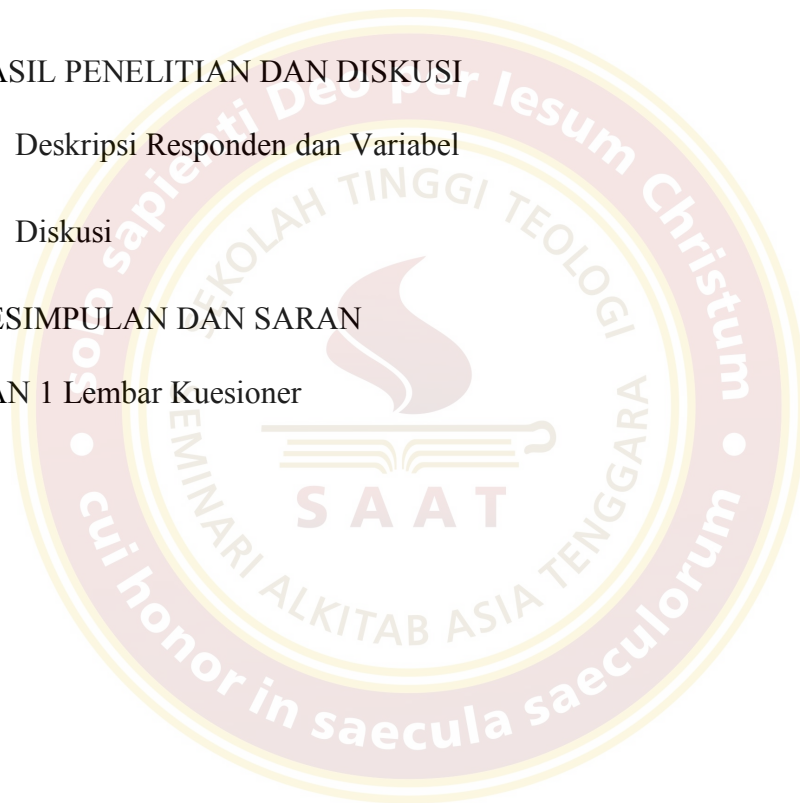 ASIL PENELITIAN DAN DISKUSI
Deskripsi Responden dan Variabel
Diskusi
ESIMPULAN DAN SARAN
AN 1 Lembar Kuesioner
solo sapienti Deo per Iesum Christum
cui honor in saecula saeculorum
SEKOLAH TINGGI TEOLOGI
SEMINARI ALKITAB ASIA TENGGARA
SAAT